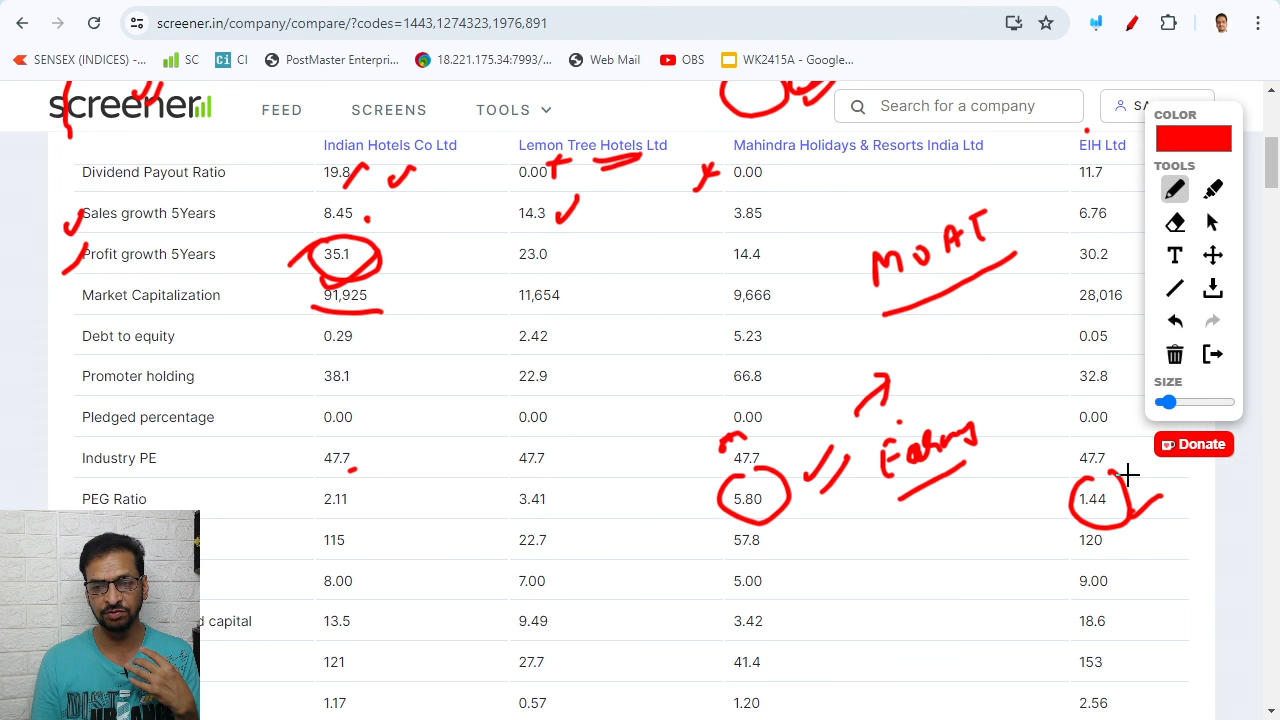 screener.in/company/compare/?codes=1443,1274323,1976,891
SENSEX (INDICES) -... SC CI CI PostMaster Enterpri... 18.221.175.34:7993/... Web Mail OBS WK2415A - Google...
screener FEED SCREENS TOOLS Search for a company SA
Indian Hotels Co Ltd Lemon Tree Hotels Ltd Mahindra Holidays & Resorts India Ltd EIH Ltd
Dividend Payout Ratio 19.8 0.00 0.00 11.7
Sales growth 5Years 8.45 14.3 3.85 6.76
Profit growth 5Years 35.1 23.0 14.4 30.2
MOAT
Market Capitalization 91,925 11,654 9,666 28,016
Debt to equity 0.29 2.42 5.23 0.05
Promoter holding 38.1 22.9 66.8 32.8
Pledged percentage 0.00 0.00 0.00 0.00
Industry PE 47.7 47.7 47.7 47.7
PEG Ratio 2.11 3.41 5.80 1.44
115 22.7 57.8 120
8.00 7.00 5.00 9.00
d capital 13.5 9.49 3.42 18.6
121 27.7 41.4 153
1.17 0.57 1.20 2.56
COLOR
TOOLS
T
SIZE
Donate